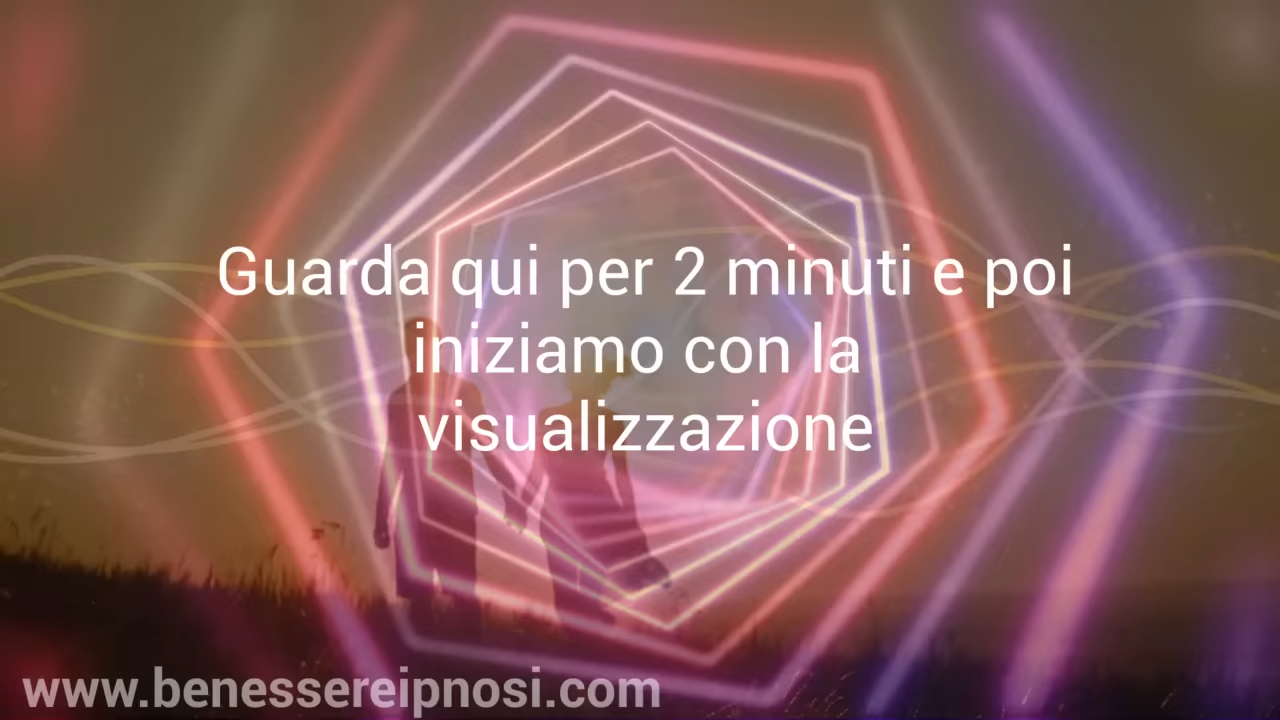 Guarda qui per 2 minuti e poi
iniziamo con la
visualizzazione
www.benessereipnosi.com